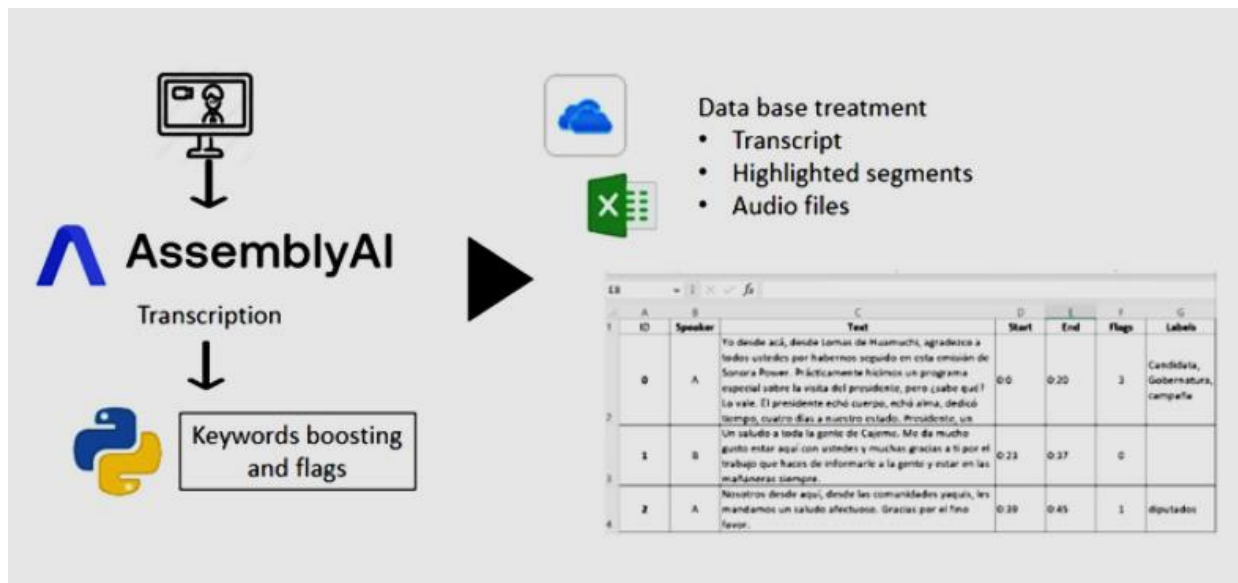 AssemblyAI
Transcription
Keywords boosting
and flags
Data base treatment
• Transcript
• Highlighted segments
• Audio files
E8 fx
A B C D E F G
1 ID Speaker Text Start End Flags Labels
Yo desde acá, desde Lomas de Huamuchi, agradezco a
todos ustedes por habernos seguido en esta emisión de
Sonora Power. Prácticamente hicimos un programa
especial sobre la visita del presidente, pero ¿sabe qué?
Lo vale. El presidente echó cuerpo, echó alma, dedicó
tiempo, cuatro días a nuestro estado. Presidente, un
0 A 0:0 0:20 3
Candidata,
Gobernatura,
campaña
2
Un saludo a toda la gente de Cajeme. Me da mucho
gusto estar aquí con ustedes y muchas gracias a ti por el
trabajo que haces de informarle a la gente y estar en las
mañaneras siempre.
1 B 0:23 0:37 0
3
Nosotros desde aquí, desde las comunidades yaquis, les
mandamos un saludo afectuoso. Gracias por el fino
favor.
2 A 0:39 0:45 1 diputados
4